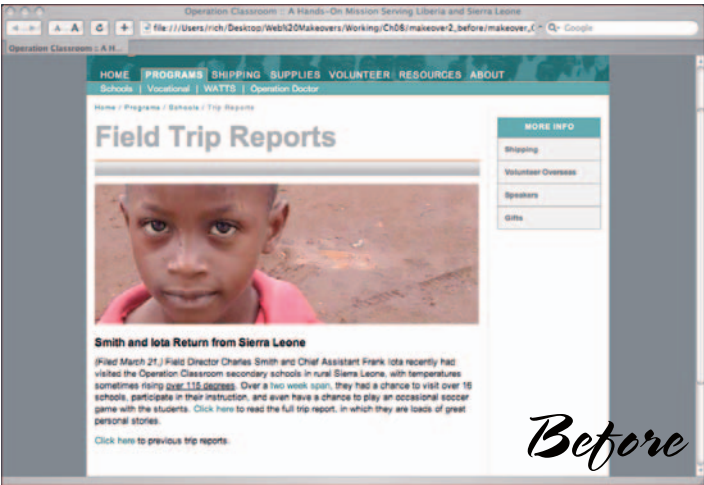 Operation Classroom :: A Hands-On Mission Serving Liberia and Sierra Leone
A A C + file:///Users/rich/Desktop/Web%20Makeovers/Working/Ch08/makeover2_before/makeover_( Q- Google
Operation Classroom :: A H...
HOME PROGRAMS SHIPPING SUPPLIES VOLUNTEER RESOURCES ABOUT
Schools | Vocational | WATTS | Operation Doctor
Home / Programs / Schools / Trip Reports
Field Trip Reports
MORE INFO
Shipping
Volunteer Overseas
Speakers
Gifts
Smith and Iota Return from Sierra Leone
(Filed March 21.) Field Director Charles Smith and Chief Assistant Frank Iota recently had
visited the Operation Classroom secondary schools in rural Sierra Leone, with temperatures
sometimes rising over 115 degrees. Over a two week span, they had a chance to visit over 16
schools, participate in their instruction, and even have a chance to play an occasional soccer
game with the students. Click here to read the full trip report, in which they are loads of great
personal stories.
Click here to previous trip reports.
Before